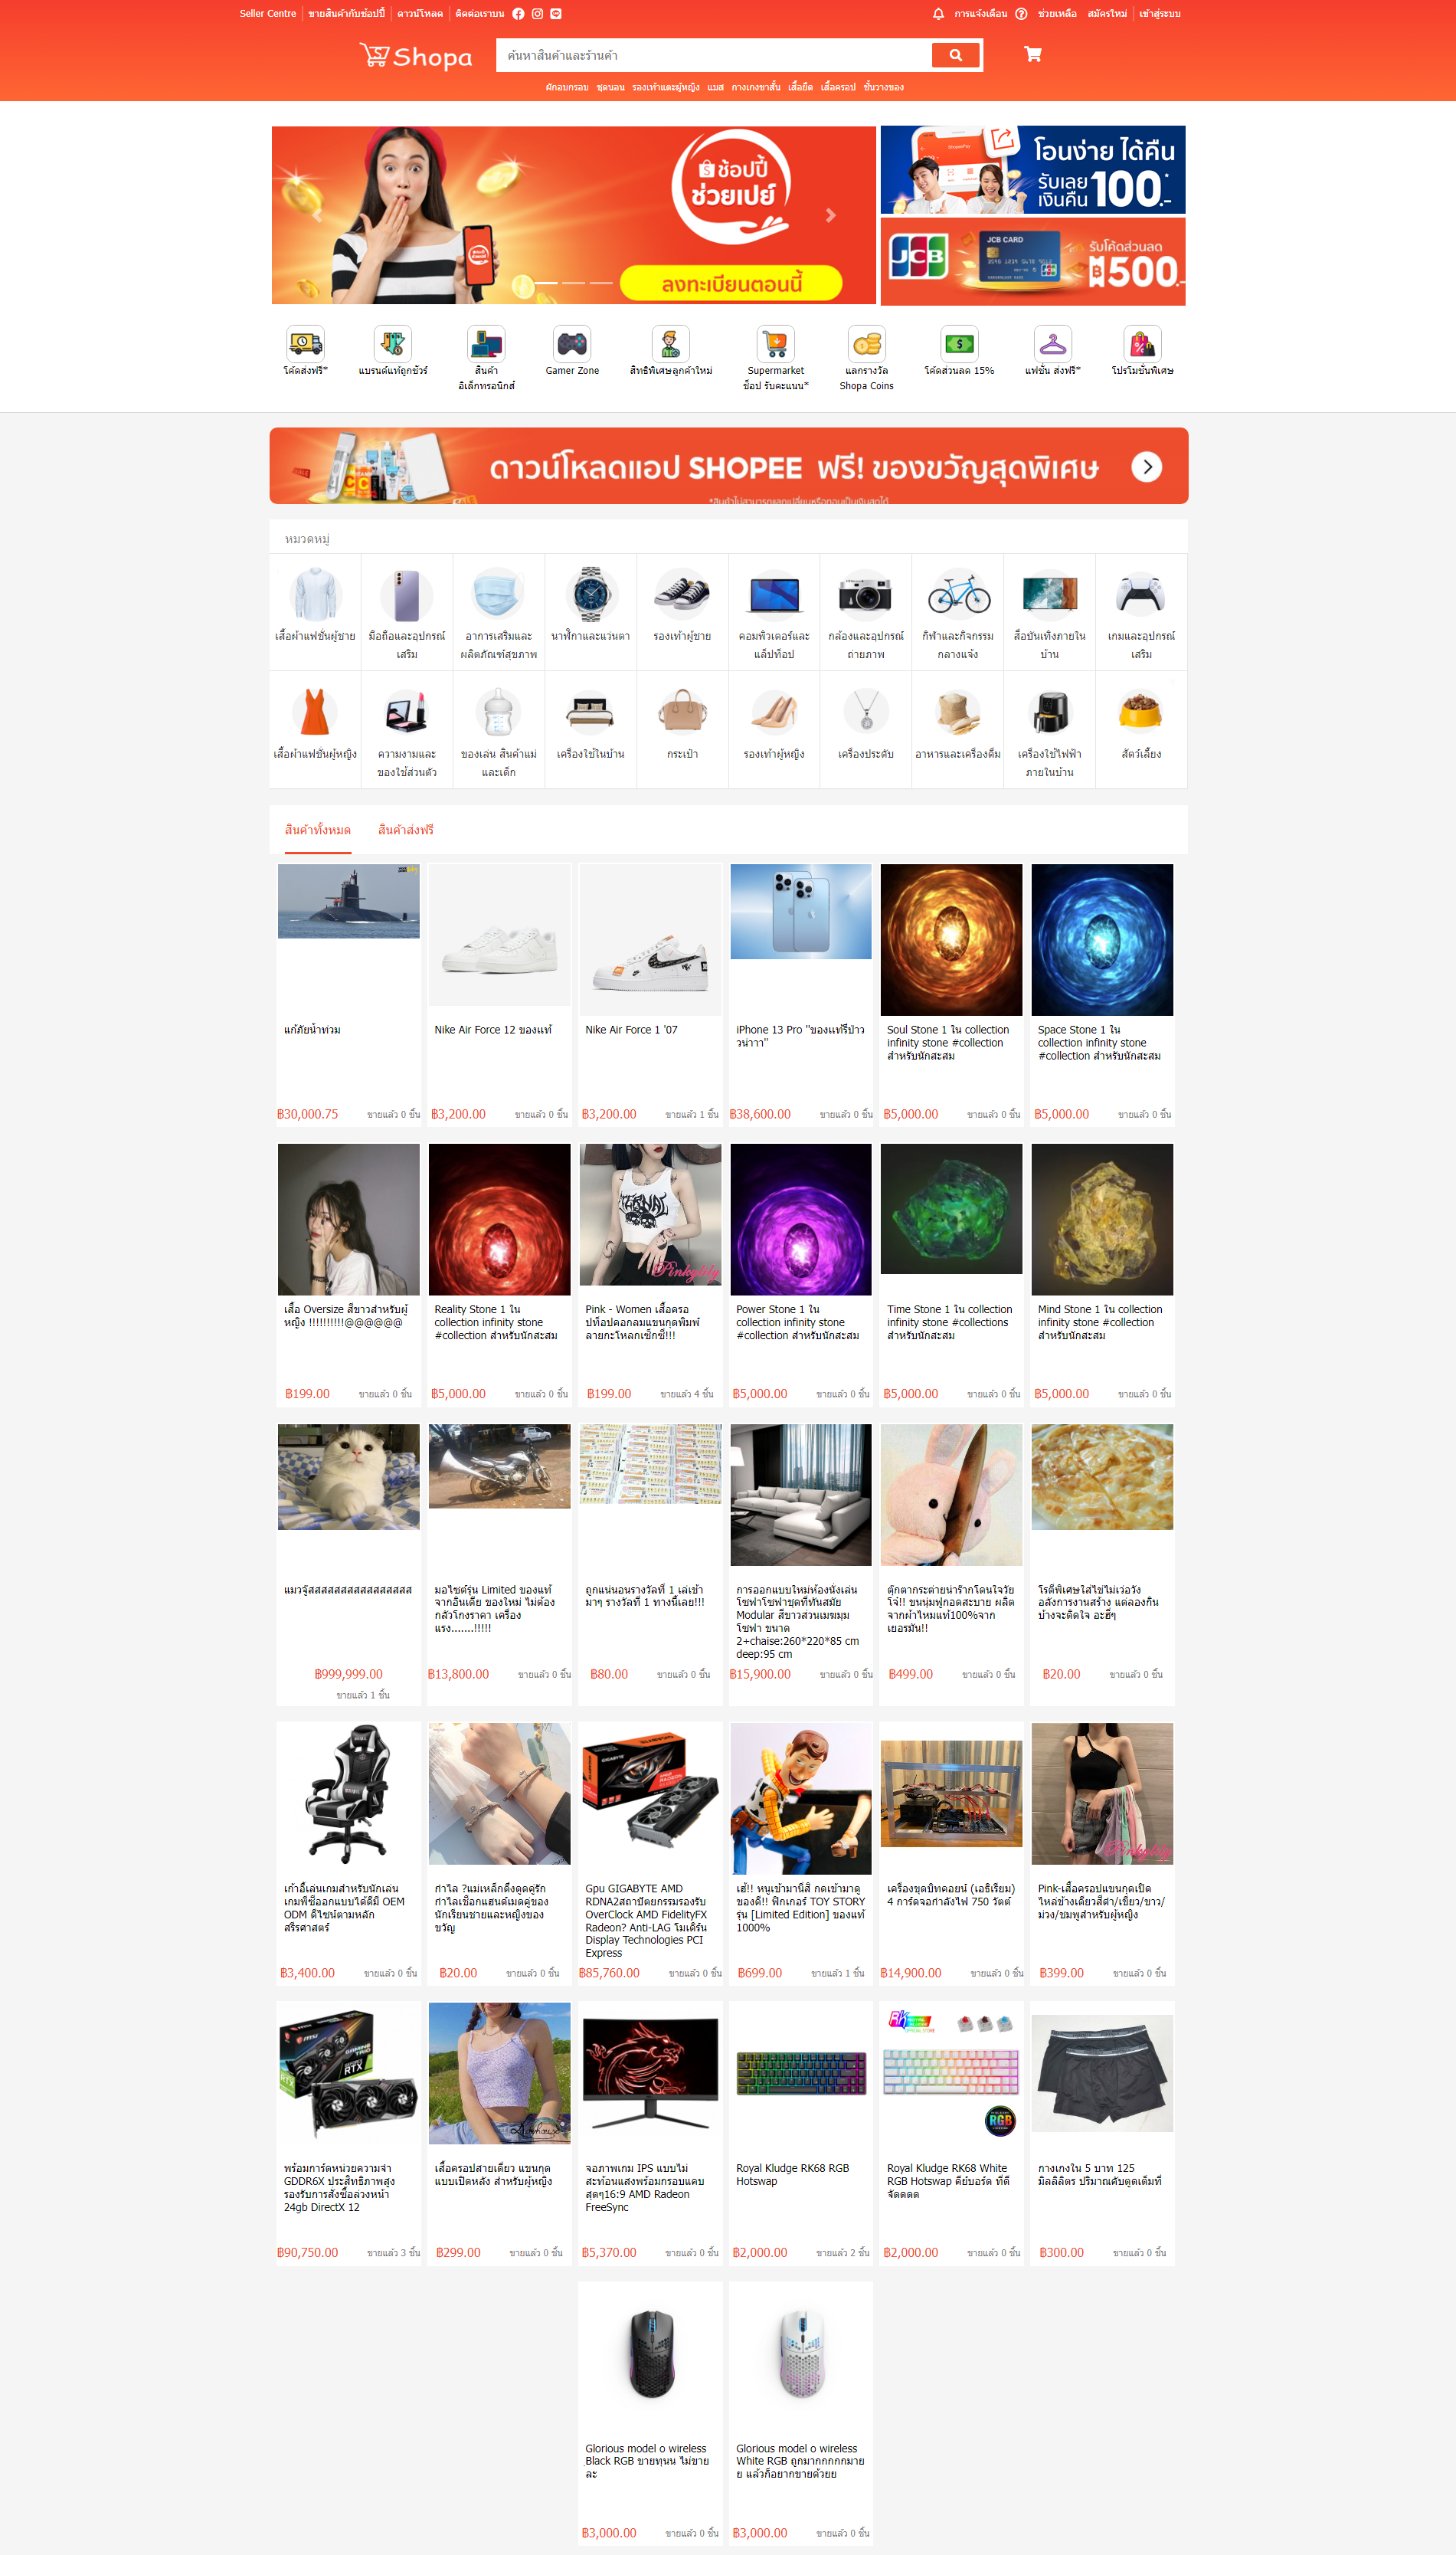 Seller Centre ขายสินค้ากับช้อปปี้ ดาวน์โหลด ติดต่อเราบน การแจ้งเตือน ช่วยเหลือ สมัครใหม่ เข้าสู่ระบบ
Shopa ค้นหาสินค้าและร้านค้า
ผักอบกรอบ ชุดนอน รองเท้าแตะผู้หญิง แมส กางเกงขาสั้น เสื้อยืด เสื้อครอป ชั้นวางของ
ช้อปปี้
ช่วยเปย์
ลงทะเบียนตอนนี้
โอนง่าย ได้คืน
รับเลย
เงินคืน 100.-
JCB
JCB CARD
รับโค้ดส่วนลด
฿500.-
โค้ดส่งฟรี*
แบรนด์แท้ถูกชัวร์
สินค้า
อิเล็กทรอนิกส์
Gamer Zone
สิทธิพิเศษลูกค้าใหม่
Supermarket
ช็อป รับคะแนน*
แลกรางวัล
Shopa Coins
โค้ดส่วนลด 15%
แฟชั่น ส่งฟรี*
โปรโมชั่นพิเศษ
ดาวน์โหลดแอป SHOPEE ฟรี! ของขวัญสุดพิเศษ
*สินค้าไม่สามารถแลกเปลี่ยนหรือทอนเป็นเงินสดได้
หมวดหมู่
เสื้อผ้าแฟชั่นผู้ชาย
มือถือและอุปกรณ์
เสริม
อาการเสริมและ
ผลิตภัณฑ์สุขภาพ
นาฬิกาและแว่นตา
รองเท้าผู้ชาย
คอมพิวเตอร์และ
แล็ปท็อป
กล้องและอุปกรณ์
ถ่ายภาพ
กีฬาและกิจกรรม
กลางแจ้ง
สื่อบันเทิงภายใน
บ้าน
เกมและอุปกรณ์
เสริม
เสื้อผ้าแฟชั่นผู้หญิง
ความงามและ
ของใช้ส่วนตัว
ของเล่น สินค้าแม่
และเด็ก
เครื่องใช้ในบ้าน
กระเป๋า
รองเท้าผู้หญิง
เครื่องประดับ
อาหารและเครื่องดื่ม
เครื่องใช้ไฟฟ้า
ภายในบ้าน
สัตว์เลี้ยง
สินค้าทั้งหมด สินค้าส่งฟรี
แก้ภัยน้ำท่วม
฿30,000.75 ขายแล้ว 0 ชิ้น
Nike Air Force 12 ของแท้
฿3,200.00 ขายแล้ว 0 ชิ้น
Nike Air Force 1 '07
฿3,200.00 ขายแล้ว 1 ชิ้น
iPhone 13 Pro "ของแท้รึป่าว
วน่าาา"
฿38,600.00 ขายแล้ว 0 ชิ้น
Soul Stone 1 ใน collection
infinity stone #collection
สำหรับนักสะสม
฿5,000.00 ขายแล้ว 0 ชิ้น
Space Stone 1 ใน
collection infinity stone
#collection สำหรับนักสะสม
฿5,000.00 ขายแล้ว 0 ชิ้น
เสื้อ Oversize สีขาวสำหรับผู้
หญิง !!!!!!!!!!@@@@@@
฿199.00 ขายแล้ว 0 ชิ้น
Reality Stone 1 ใน
collection infinity stone
#collection สำหรับนักสะสม
฿5,000.00 ขายแล้ว 0 ชิ้น
Pinkylily
Pink - Women เสื้อครอ
ปท็อปคอกลมแขนกุดพิมพ์
ลายกะโหลกเซ็กซี่!!!
฿199.00 ขายแล้ว 4 ชิ้น
Power Stone 1 ใน
collection infinity stone
#collection สำหรับนักสะสม
฿5,000.00 ขายแล้ว 0 ชิ้น
Time Stone 1 ใน collection
infinity stone #collections
สำหรับนักสะสม
฿5,000.00 ขายแล้ว 0 ชิ้น
Mind Stone 1 ใน collection
infinity stone #collection
สำหรับนักสะสม
฿5,000.00 ขายแล้ว 0 ชิ้น
แมวจู้สสสสสสสสสสสสสสสส
฿999,999.00
ขายแล้ว 1 ชิ้น
มอไซต์รุ่น Limited ของแท้
จากอินเดีย ของใหม่ ไม่ต้อง
กลัวโกงราคา เครื่อง
แรง.......!!!!!
฿13,800.00 ขายแล้ว 0 ชิ้น
ถูกแน่นอนรางวัลที่ 1 เล่เข้า
มาๆ รางวัลที่ 1 ทางนี้เลย!!!
฿80.00 ขายแล้ว 0 ชิ้น
การออกแบบใหม่ห้องนั่งเล่น
โซฟาโซฟาชุดที่ทันสมัย
Modular สีขาวส่วนเมฆมุม
โซฟา ขนาด
2+chaise:260*220*85 cm
deep:95 cm
฿15,900.00 ขายแล้ว 0 ชิ้น
ตุ๊กตากระต่ายน่ารักโดนใจวัย
โจ๋!! ขนนุ่มฟูกอดสะบาย ผลิต
จากผ้าไหมแท้100%จาก
เยอรมัน!!
฿499.00 ขายแล้ว 0 ชิ้น
โรตีพิเศษใส่ไข่ไม่เว่อวัง
อลังการงานสร้าง แต่ลองกิน
บ้างจะติดใจ อะฮึๆ
฿20.00 ขายแล้ว 0 ชิ้น
เก้าอี้เล่นเกมสำหรับนักเล่น
เกมพีซีออกแบบได้ดีมี OEM
ODM ดีไซน์ตามหลัก
สรีรศาสตร์
฿3,400.00 ขายแล้ว 0 ชิ้น
กำไล ?แม่เหล็กดึงดูดคู่รัก
กำไลเชือกแฮนด์เมดคู่ของ
นักเรียนชายและหญิงของ
ขวัญ
฿20.00 ขายแล้ว 0 ชิ้น
GIGABYTE
Gpu GIGABYTE AMD
RDNA2สถาปัตยกรรมรองรับ
OverClock AMD FidelityFX
Radeon? Anti-LAG โมเดิร์น
Display Technologies PCI
Express
฿85,760.00 ขายแล้ว 0 ชิ้น
เฮ้!! หนูเข้ามานี่สิ กดเข้ามาดู
ของดี!! ฟิกเกอร์ TOY STORY
รุ่น [Limited Edition] ของแท้
1000%
฿699.00 ขายแล้ว 1 ชิ้น
เครื่องขุดบิทคอยน์ (เอธิเรียม)
4 การ์ดจอกำลังไฟ 750 วัตต์
฿14,900.00 ขายแล้ว 0 ชิ้น
Pinkylily
Pink-เสื้อครอปแขนกุดเปิด
ไหล่ข้างเดียวสีดำ/เขียว/ขาว/
ม่วง/ชมพูสำหรับผู้หญิง
฿399.00 ขายแล้ว 0 ชิ้น
พร้อมการ์ดหน่วยความจำ
GDDR6X ประสิทธิภาพสูง
รองรับการสั่งซื้อล่วงหน้า
24gb DirectX 12
฿90,750.00 ขายแล้ว 3 ชิ้น
เสื้อครอปสายเดี่ยว แขนกุด
แบบเปิดหลัง สำหรับผู้หญิง
฿299.00 ขายแล้ว 0 ชิ้น
จอภาพเกม IPS แบบไม่
สะท้อนแสงพร้อมกรอบแคบ
สุดๆ16:9 AMD Radeon
FreeSync
฿5,370.00 ขายแล้ว 0 ชิ้น
Royal Kludge RK68 RGB
Hotswap
฿2,000.00 ขายแล้ว 2 ชิ้น
RGB
Royal Kludge RK68 White
RGB Hotswap คีย์บอร์ด ที่ดี
จัดดดด
฿2,000.00 ขายแล้ว 0 ชิ้น
กางเกงใน 5 บาท 125
มิลลิลิตร ปริมาณคับตูดเต็มที่
฿300.00 ขายแล้ว 0 ชิ้น
Glorious model o wireless
Black RGB ขายทุนน ไม่ขาย
ละ
฿3,000.00 ขายแล้ว 0 ชิ้น
Glorious model o wireless
White RGB ถูกมากกกกกมาย
ย แล้วก็อยากขายด้วยย
฿3,000.00 ขายแล้ว 0 ชิ้น